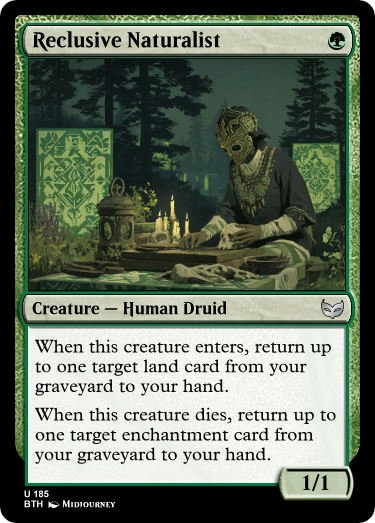 Reclusive Naturalist
Creature — Human Druid
When this creature enters, return up
to one target land card from your
graveyard to your hand.
When this creature dies, return up to
one target enchantment card from
your graveyard to your hand.
1/1
U 185
BTH Midjourney